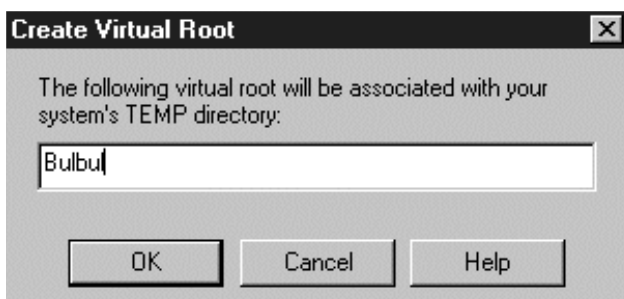 Create Virtual Root
The following virtual root will be associated with your
system's TEMP directory:
Bulbul
OK
Cancel
Help